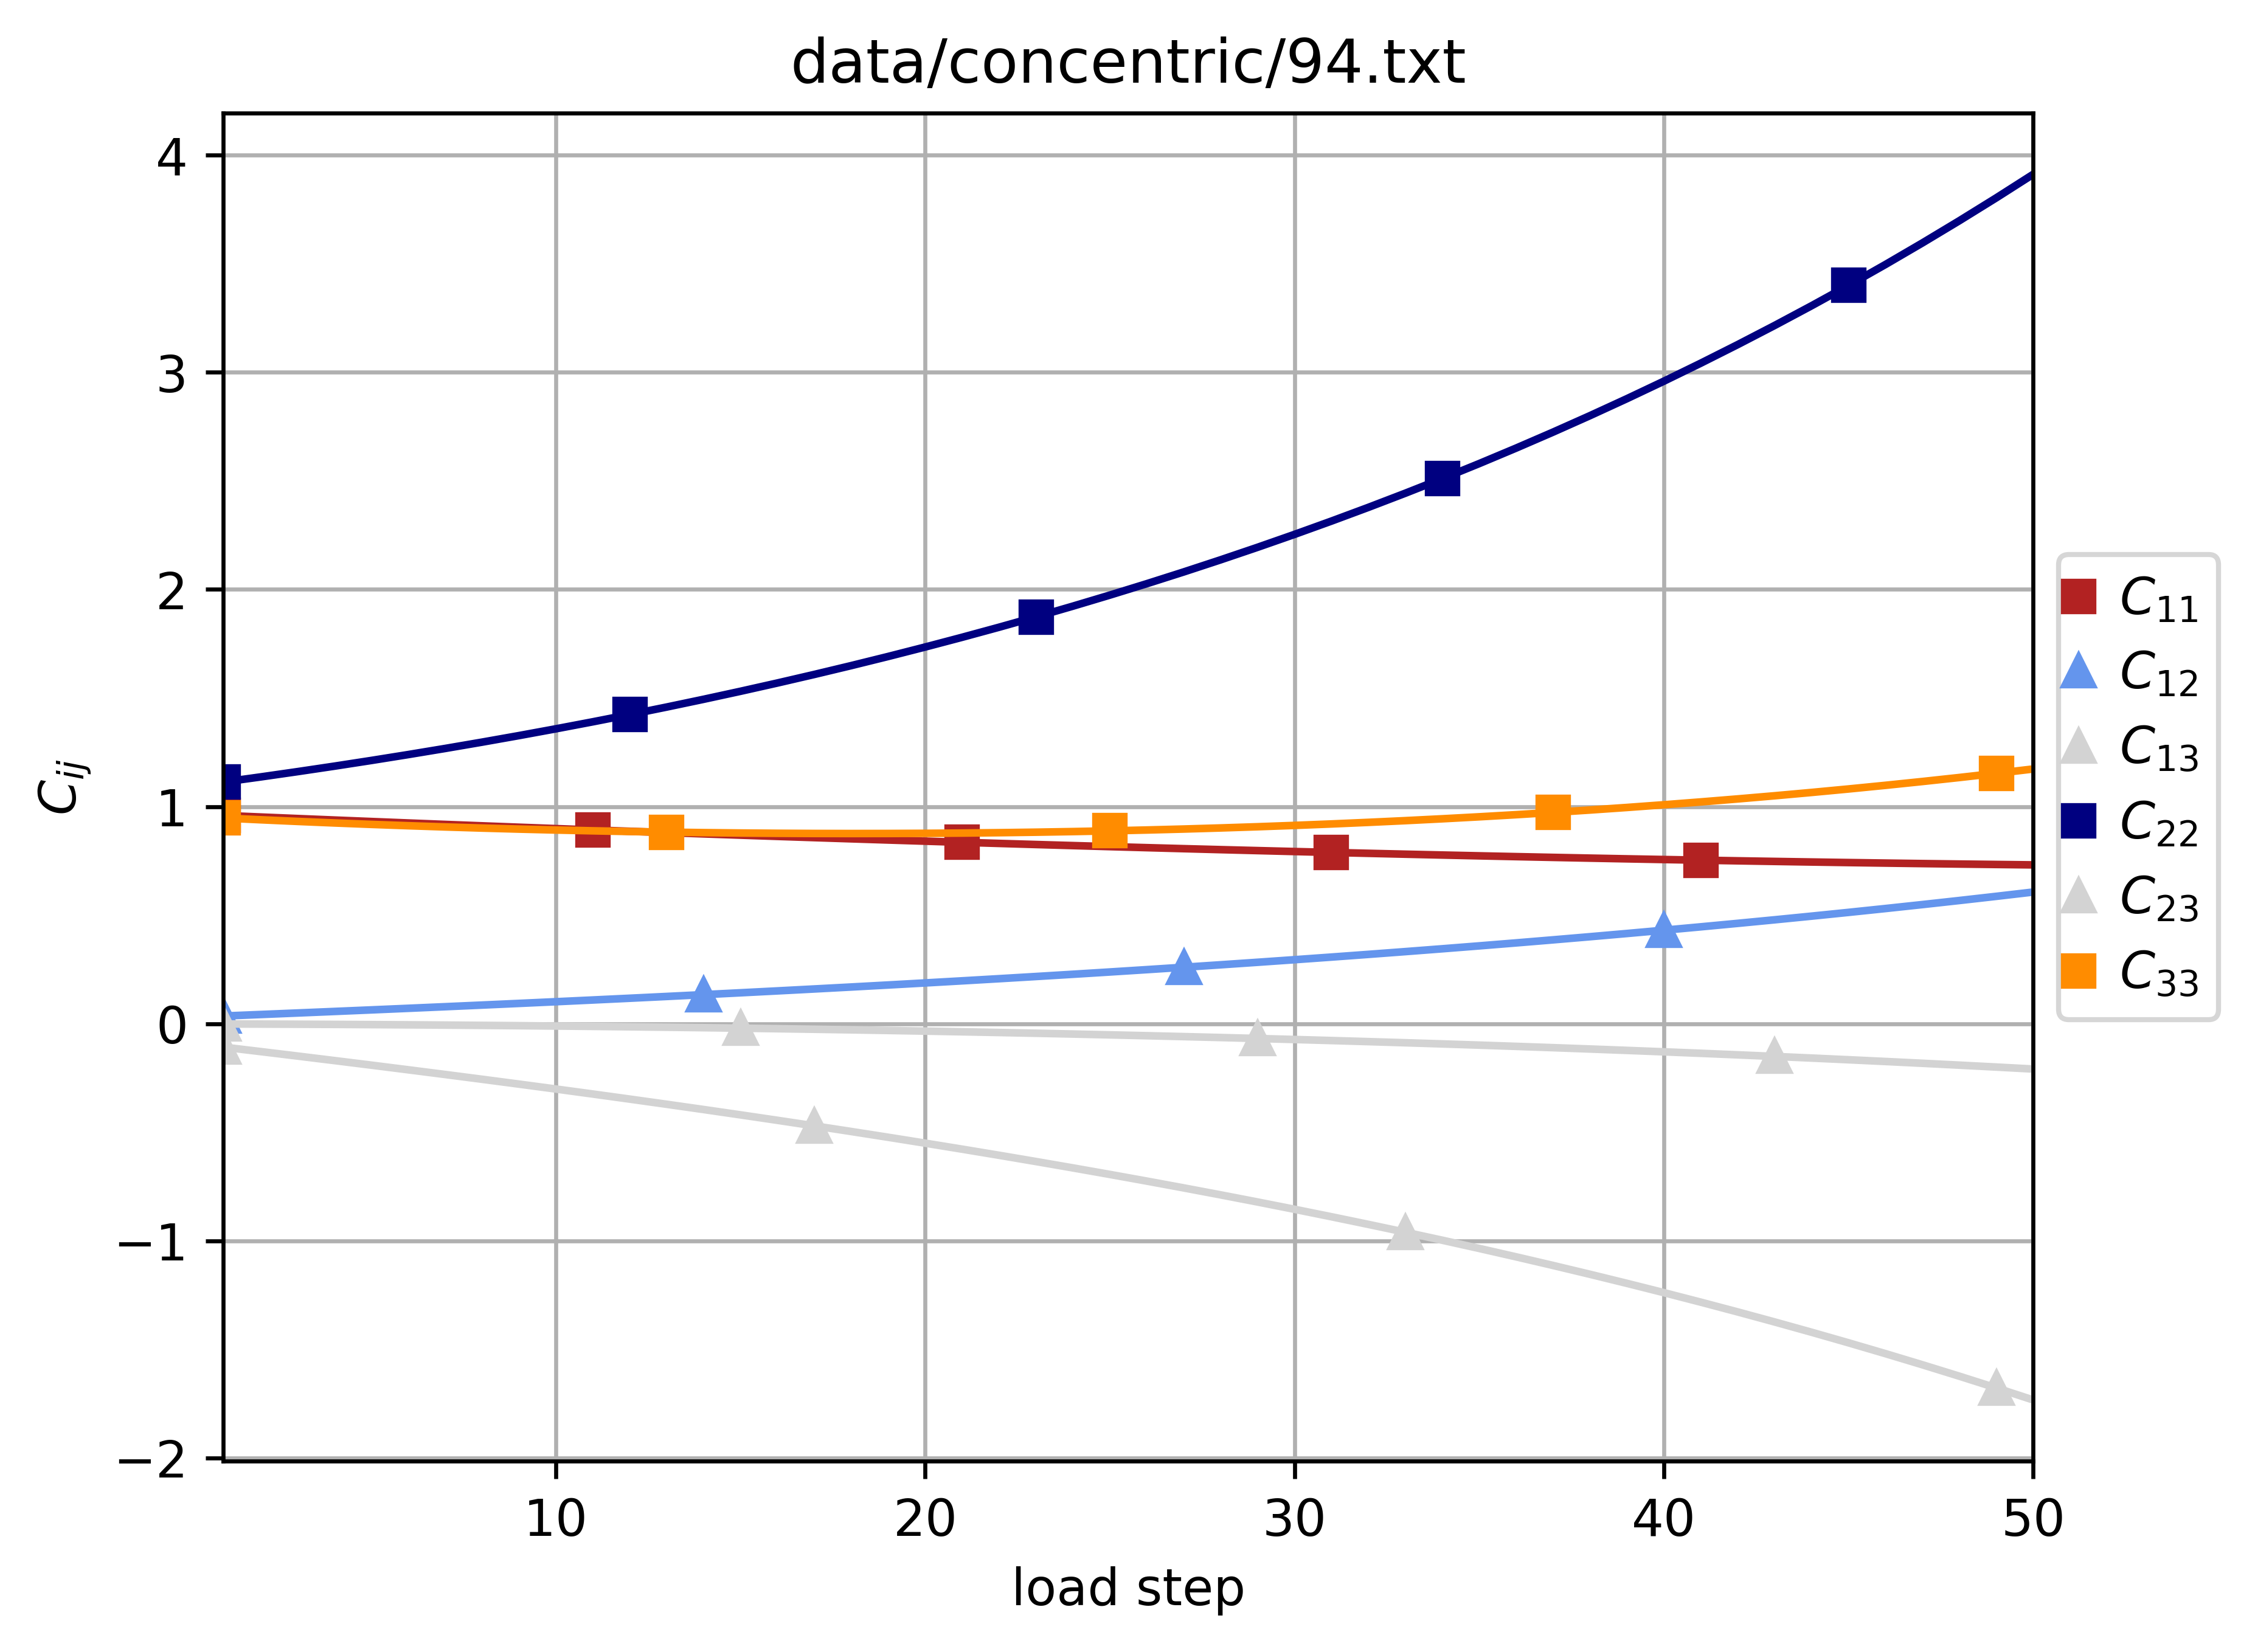 data/concentric/94.txt
4
3
2
1
0
−1
−2
C_ij
10 20 30 40 50
load step
C_11
C_12
C_13
C_22
C_23
C_33